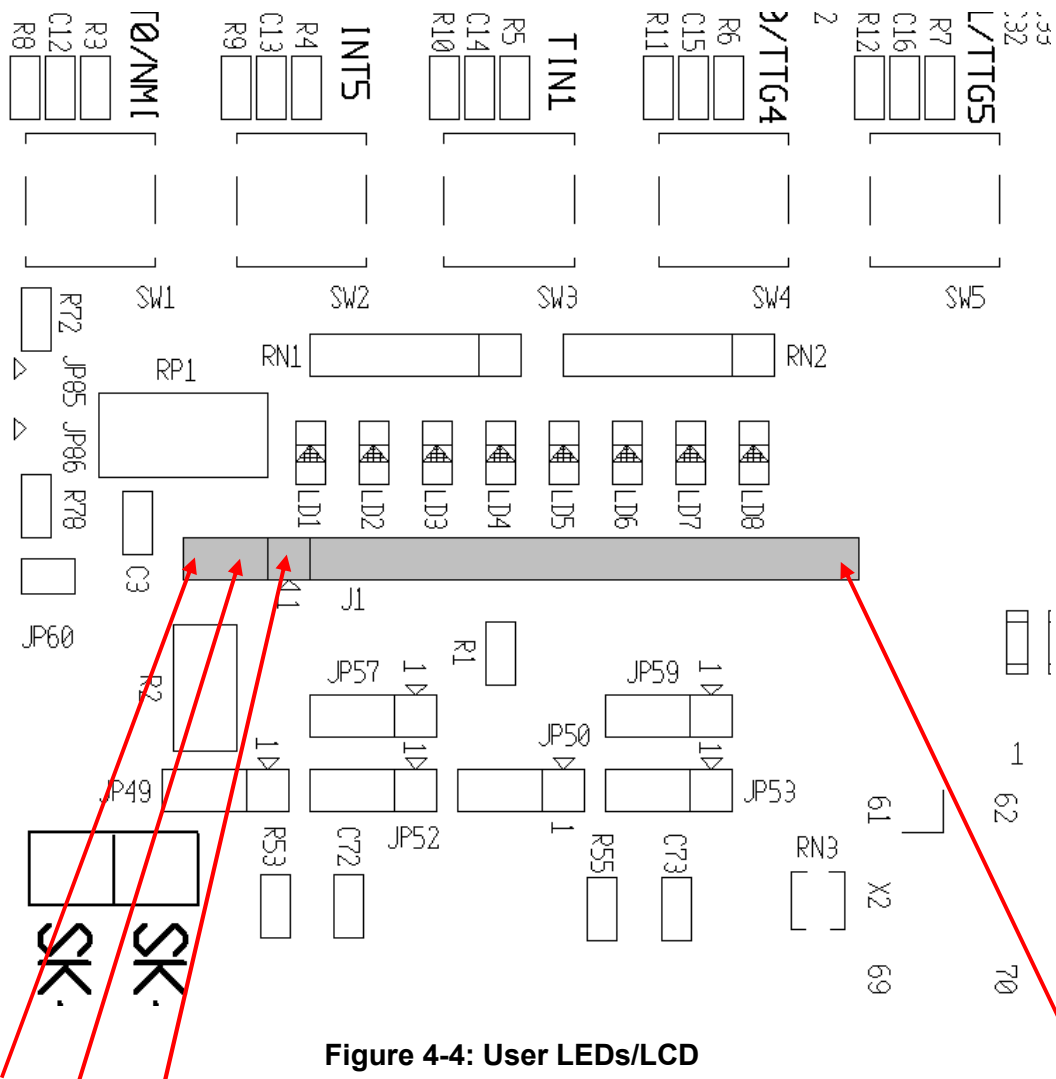 R8 C12 R3 T0/NMI R9 C13 R4 INT5 R10 C14 R5 TIN1 R11 C15 R6 /TTG4 2 R12 C16 R7 /TTG5
SW1 SW2 SW3 SW4 SW5
R72
RN1 RN2
JP85 RP1
JP86
R78 LD1 LD2 LD3 LD4 LD5 LD6 LD7 LD8
C3 1 J1
JP60
R2 JP57 1 R1 JP59 1
1 1 JP50 1 1
JP49 JP52 1 JP53 61 62
R53 C72 R55 C73 RN3
X2
SK· SK·
69 70
Figure 4-4: User LEDs/LCD